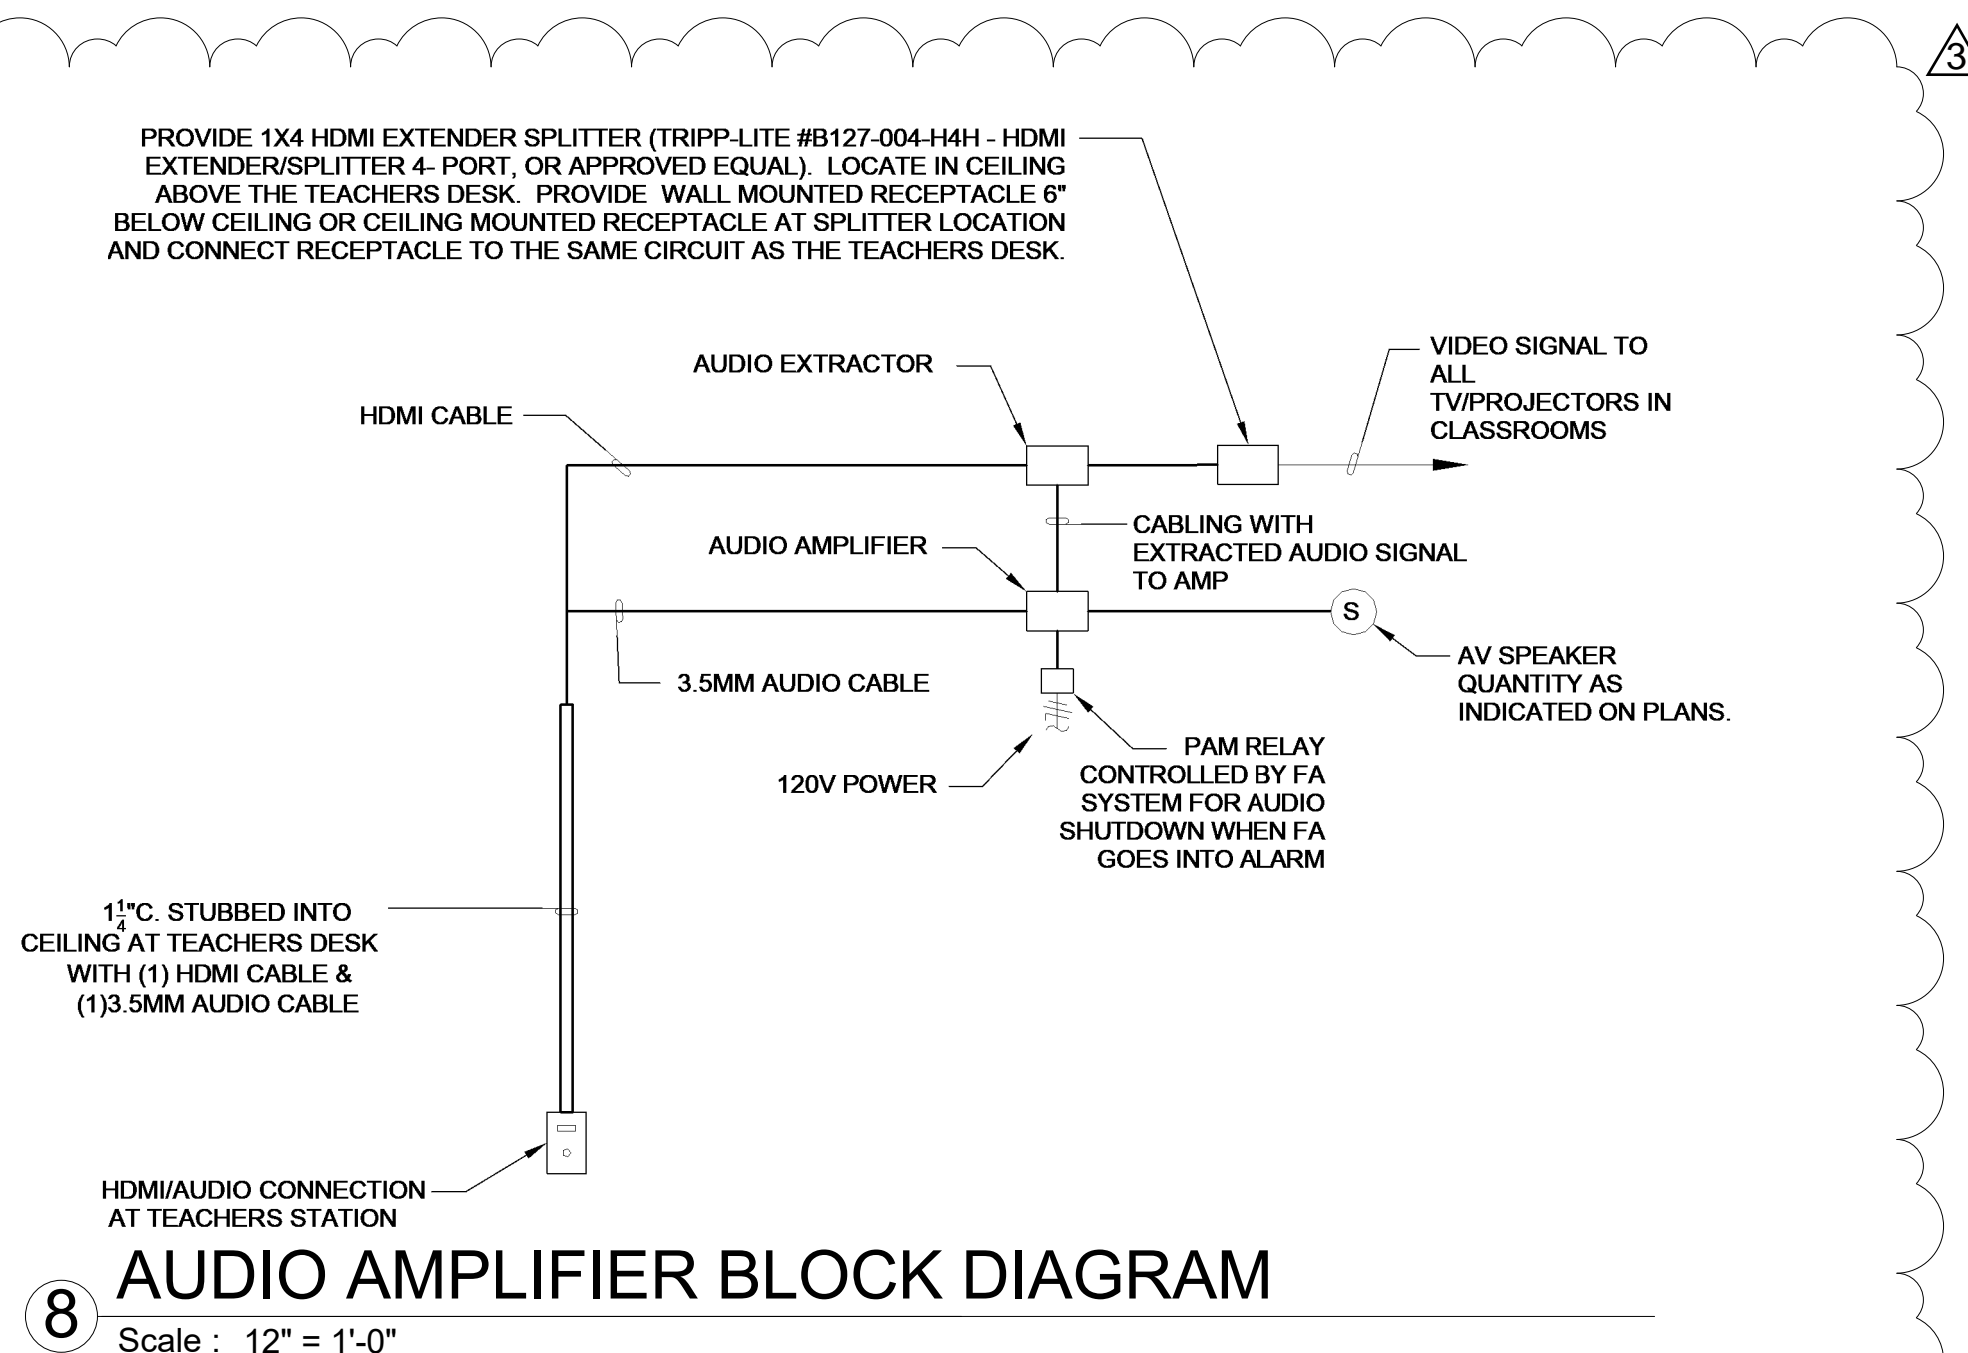 3
PROVIDE 1X4 HDMI EXTENDER SPLITTER (TRIPP-LITE #B127-004-H4H - HDMI
EXTENDER/SPLITTER 4- PORT, OR APPROVED EQUAL). LOCATE IN CEILING
ABOVE THE TEACHERS DESK. PROVIDE WALL MOUNTED RECEPTACLE 6"
BELOW CEILING OR CEILING MOUNTED RECEPTACLE AT SPLITTER LOCATION
AND CONNECT RECEPTACLE TO THE SAME CIRCUIT AS THE TEACHERS DESK.
VIDEO SIGNAL TO
ALL
TV/PROJECTORS IN
CLASSROOMS
AUDIO EXTRACTOR
HDMI CABLE
CABLING WITH
EXTRACTED AUDIO SIGNAL
TO AMP
AUDIO AMPLIFIER
S
AV SPEAKER
QUANTITY AS
INDICATED ON PLANS.
3.5MM AUDIO CABLE
PAM RELAY
CONTROLLED BY FA
SYSTEM FOR AUDIO
SHUTDOWN WHEN FA
GOES INTO ALARM
120V POWER
1 1/4"C. STUBBED INTO
CEILING AT TEACHERS DESK
WITH (1) HDMI CABLE &
(1)3.5MM AUDIO CABLE
HDMI/AUDIO CONNECTION
AT TEACHERS STATION
8
AUDIO AMPLIFIER BLOCK DIAGRAM
Scale : 12" = 1'-0"